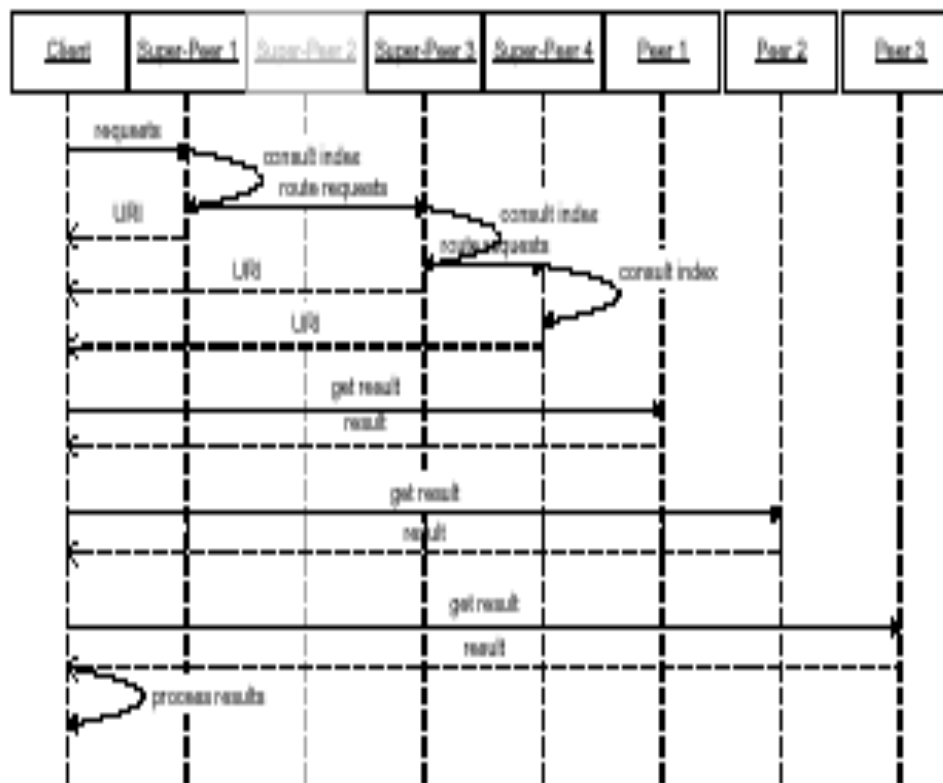 Client
Super-Peer 1
Super-Peer 2
Super-Peer 3
Super-Peer 4
Peer 1
Peer 2
Peer 3
requests
consult index
route requests
URI
consult index
route requests
URI
consult index
URI
get result
result
get result
result
get result
result
process results